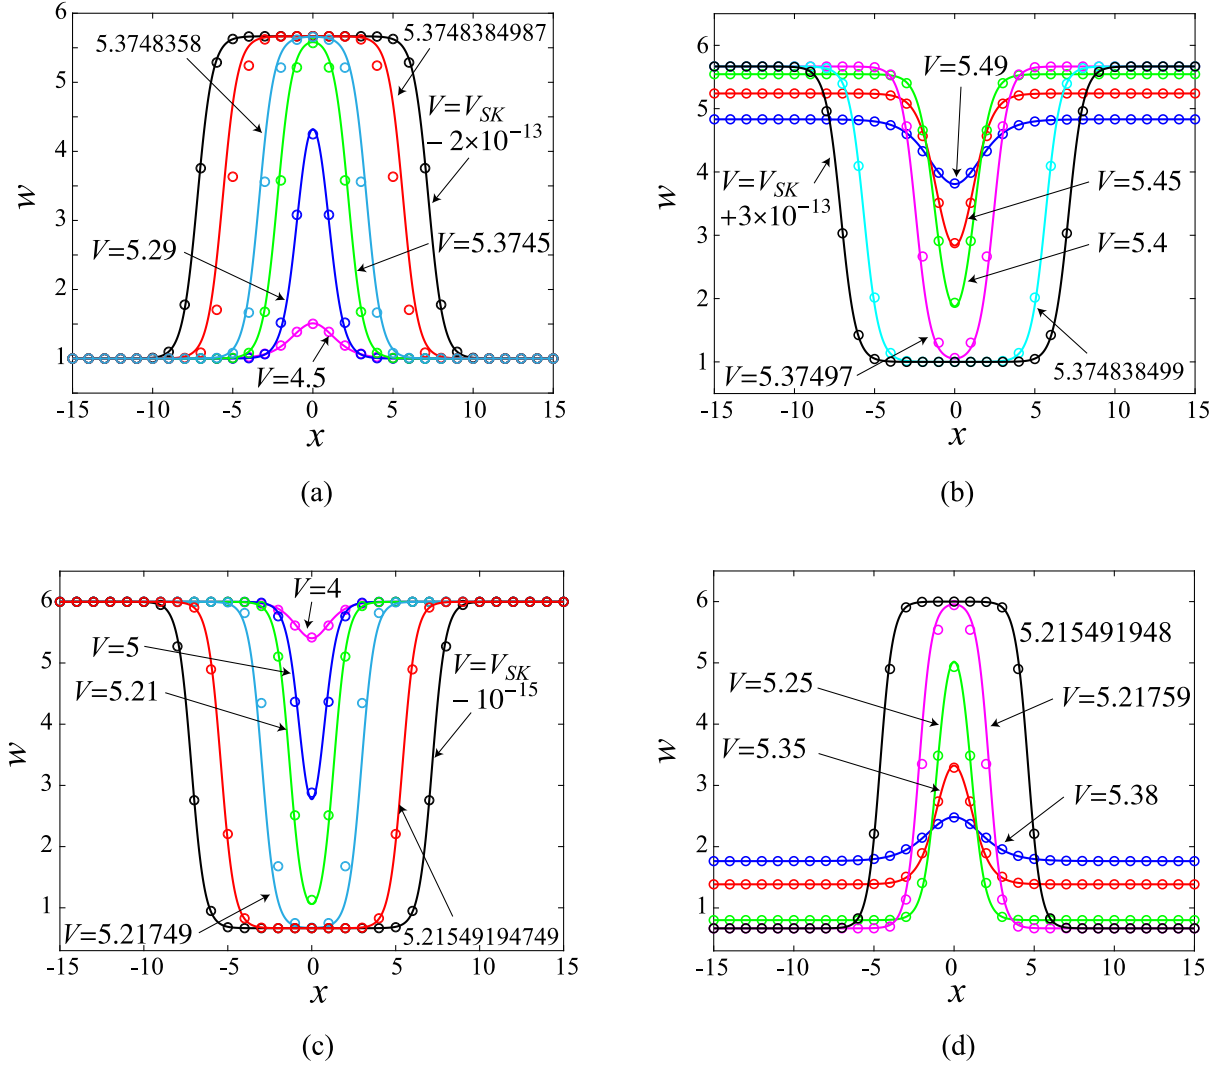 5.3748358
5.3748384987
V=V_SK
− 2×10⁻¹³
V=5.29
V=5.3745
V=4.5
w
6
5
4
3
2
1
-15 -10 -5 0 5 10 15
x
(a)
V=5.49
V=V_SK
+3×10⁻¹³
V=5.45
V=5.4
V=5.37497
5.374838499
w
6
5
4
3
2
1
-15 -10 -5 0 5 10 15
x
(b)
V=4
V=5
V=5.21
V=V_SK
− 10⁻¹⁵
V=5.21749
5.21549194749
w
6
5
4
3
2
1
-15 -10 -5 0 5 10 15
x
(c)
5.215491948
V=5.25
V=5.21759
V=5.35
V=5.38
w
6
5
4
3
2
1
-15 -10 -5 0 5 10 15
x
(d)